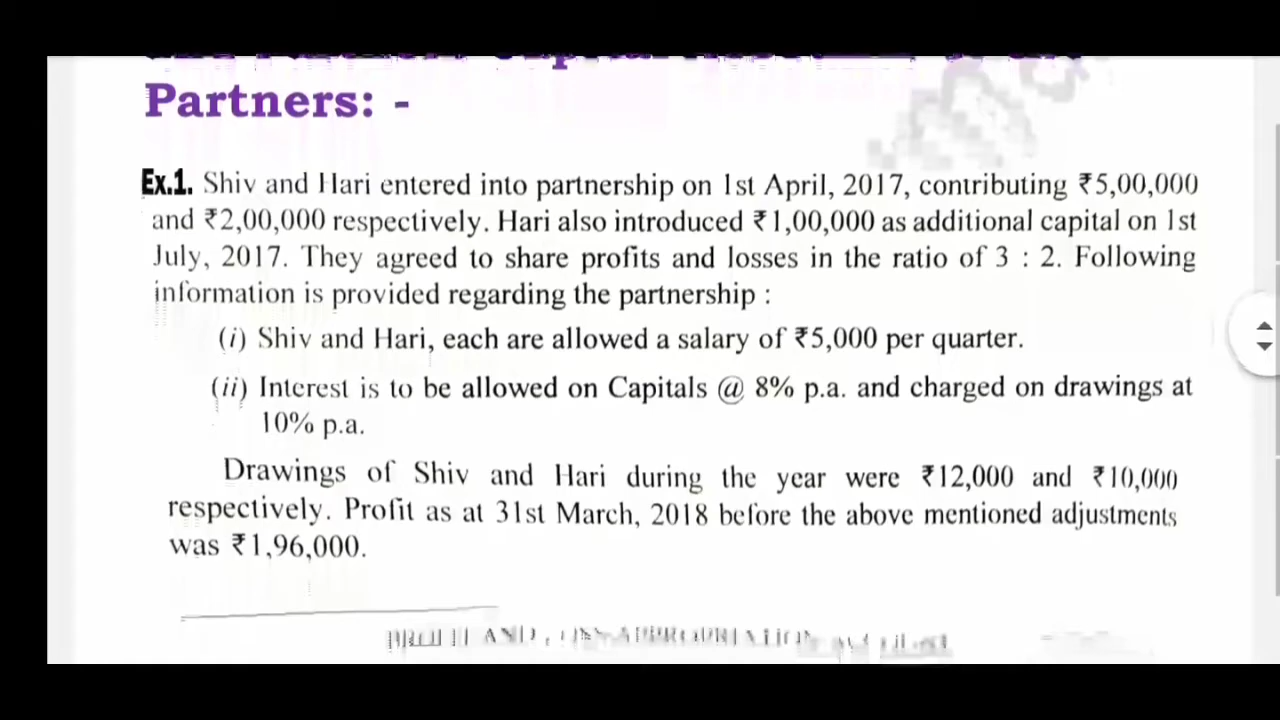 Partners: -
Ex.1. Shiv and Hari entered into partnership on 1st April, 2017, contributing ₹5,00,000
and ₹2,00,000 respectively. Hari also introduced ₹1,00,000 as additional capital on 1st
July, 2017. They agreed to share profits and losses in the ratio of 3 : 2. Following
information is provided regarding the partnership :
(i) Shiv and Hari, each are allowed a salary of ₹5,000 per quarter.
(ii) Interest is to be allowed on Capitals @ 8% p.a. and charged on drawings at
10% p.a.
Drawings of Shiv and Hari during the year were ₹12,000 and ₹10,000
respectively. Profit as at 31st March, 2018 before the above mentioned adjustments
was ₹1,96,000.